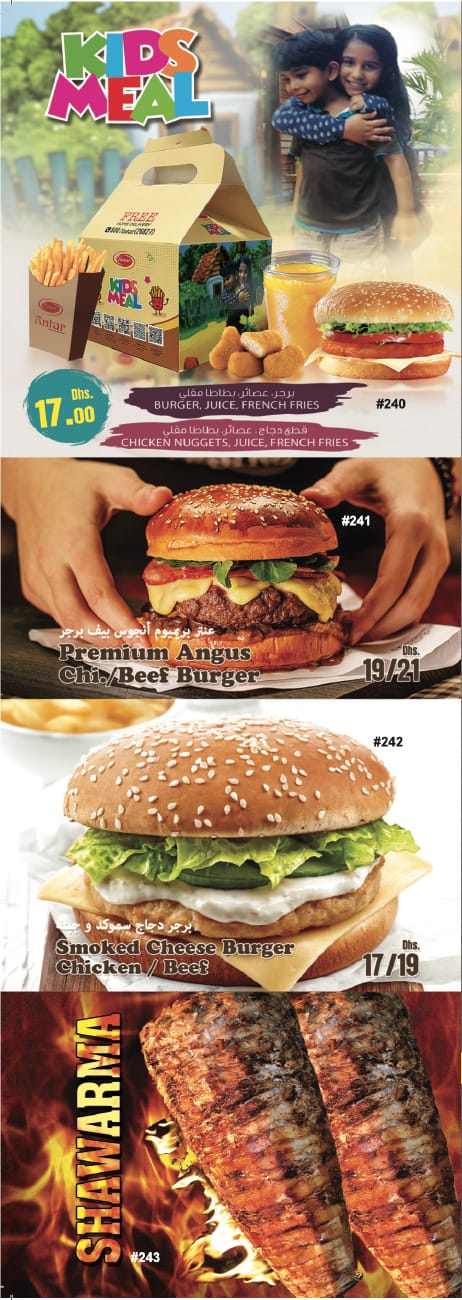 KIDS
MEAL
FREE
HOME DELIVERY
Antar
KIDS
MEAL
Antar
Dhs.
17.00
برجر، عصائر، بطاطا مقلي
BURGER, JUICE, FRENCH FRIES
#240
قطع دجاج، عصائر، بطاطا مقلي
CHICKEN NUGGETS, JUICE, FRENCH FRIES
#241
عنتر بريميوم أنجوس بيف برجر
Premium Angus
Chi./Beef Burger
Dhs.
19/21
#242
برجر دجاج سموكد و جبنة
Smoked Cheese Burger
Chicken / Beef
Dhs.
17/19
SHAWARMA
#243